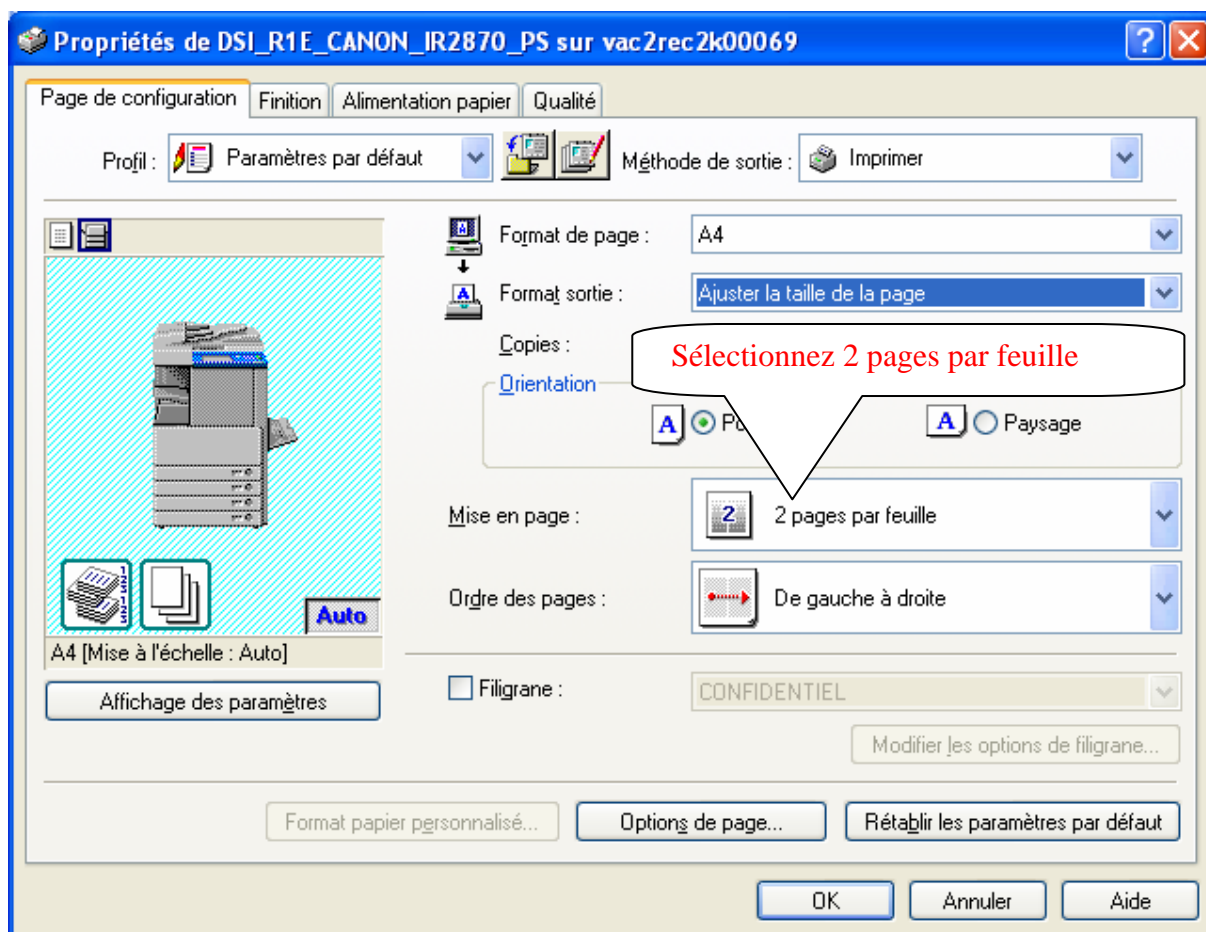 Propriétés de DSI_R1E_CANON_IR2870_PS sur vac2rec2k00069
Page de configuration Finition Alimentation papier Qualité
Profil : Paramètres par défaut Méthode de sortie : Imprimer
Format de page : A4
Format sortie : Ajuster la taille de la page
Copies :
Sélectionnez 2 pages par feuille
Orientation
A A Paysage
Mise en page : 2 2 pages par feuille
Ordre des pages : De gauche à droite
Auto
A4 [Mise à l'échelle : Auto]
Affichage des paramètres
Filigrane : CONFIDENTIEL
Modifier les options de filigrane...
Format papier personnalisé... Options de page... Rétablir les paramètres par défaut
OK Annuler Aide